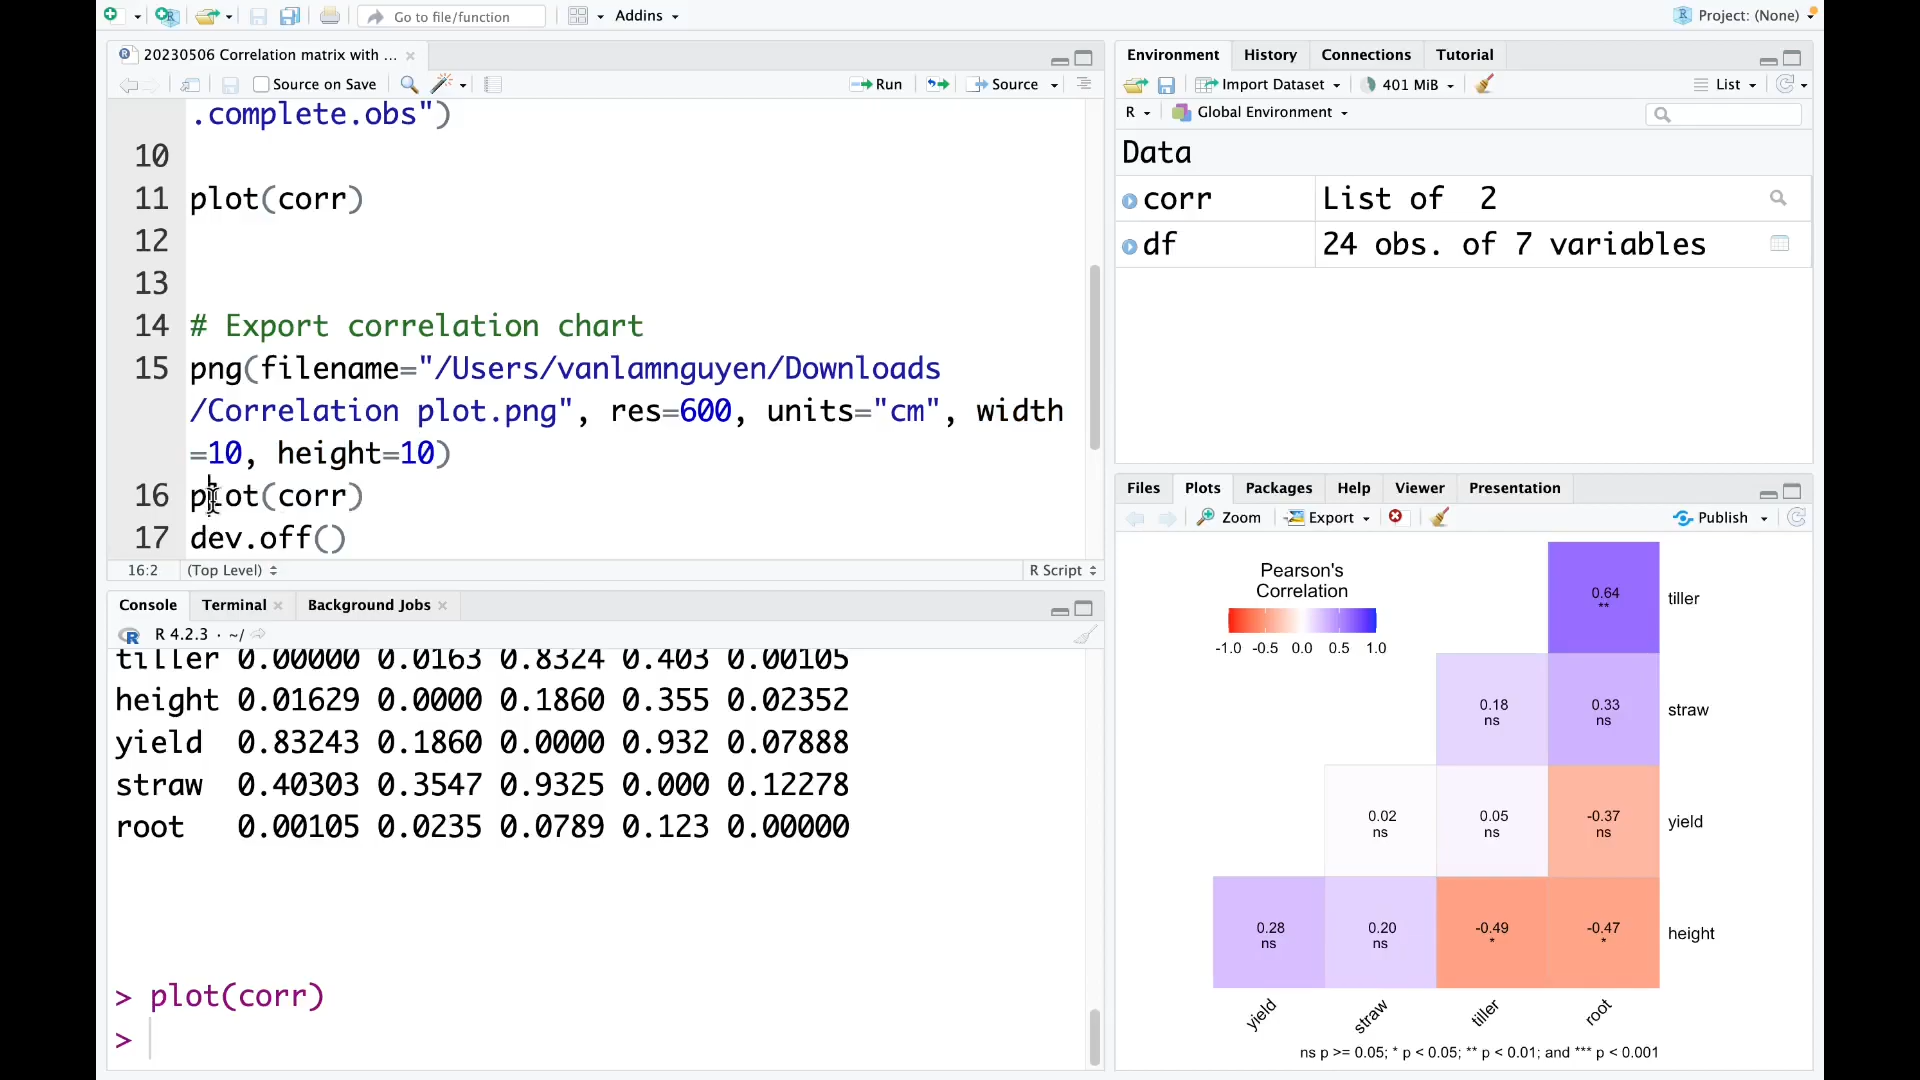 Go to file/function
Addins
Project: (None)
20230506 Correlation matrix with ...
Source on Save
Run
Source
.complete.obs")
10
11 plot(corr)
12
13
14 # Export correlation chart
15 png(filename="/Users/vanlamnguyen/Downloads
/Correlation plot.png", res=600, units="cm", width
=10, height=10)
16 plot(corr)
17 dev.off()
16:2 (Top Level) R Script
Console Terminal Background Jobs
R 4.2.3 · ~/
tiller 0.00000 0.0163 0.8324 0.403 0.00105
height 0.01629 0.0000 0.1860 0.355 0.02352
yield 0.83243 0.1860 0.0000 0.932 0.07888
straw 0.40303 0.3547 0.9325 0.000 0.12278
root 0.00105 0.0235 0.0789 0.123 0.00000
> plot(corr)
>
Environment History Connections Tutorial
Import Dataset 401 MiB List
R Global Environment
Data
corr List of 2
df 24 obs. of 7 variables
Files Plots Packages Help Viewer Presentation
Zoom Export Publish
Pearson's
Correlation
-1.0 -0.5 0.0 0.5 1.0
0.64 tiller
**
0.18 0.33 straw
ns ns
0.02 0.05 -0.37 yield
ns ns ns
0.28 0.20 -0.49 -0.47 height
ns ns * *
yield straw tiller root
ns p >= 0.05; * p < 0.05; ** p < 0.01; and *** p < 0.001